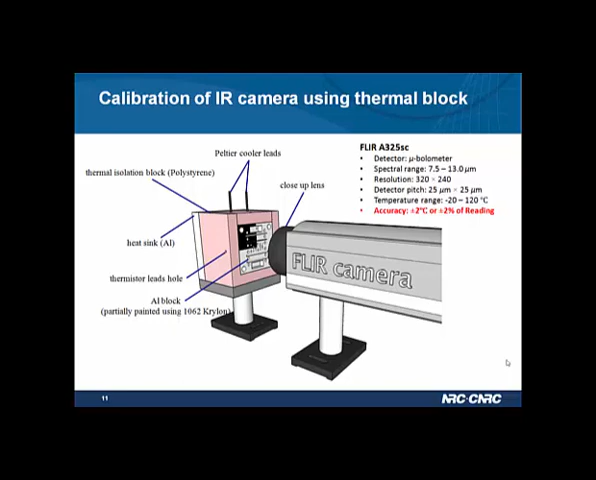 Calibration of IR camera using thermal block
Peltier cooler leads
thermal isolation block (Polystyrene)
close up lens
heat sink (Al)
thermistor leads hole
Al block
(partially painted using 1062 Krylon)
FLIR camera
FLIR A325sc
• Detector: μ-bolometer
• Spectral range: 7.5 – 13.0 μm
• Resolution: 320 × 240
• Detector pitch: 25 μm × 25 μm
• Temperature range: -20 – 120 °C
• Accuracy: ±2°C or ±2% of Reading
11
NRC·CNRC